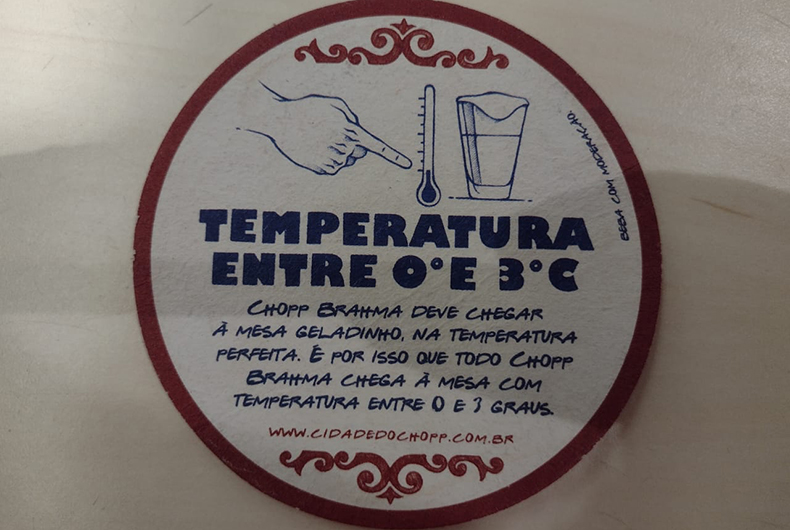 BEBA COM MODERAÇÃO.
TEMPERATURA
ENTRE 0° E 3°C
CHOPP BRAHMA DEVE CHEGAR
À MESA GELADINHO, NA TEMPERATURA
PERFEITA. É POR ISSO QUE TODO CHOPP
BRAHMA CHEGA À MESA COM
TEMPERATURA ENTRE 0 E 3 GRAUS.
WWW.CIDADEDOCHOPP.COM.BR